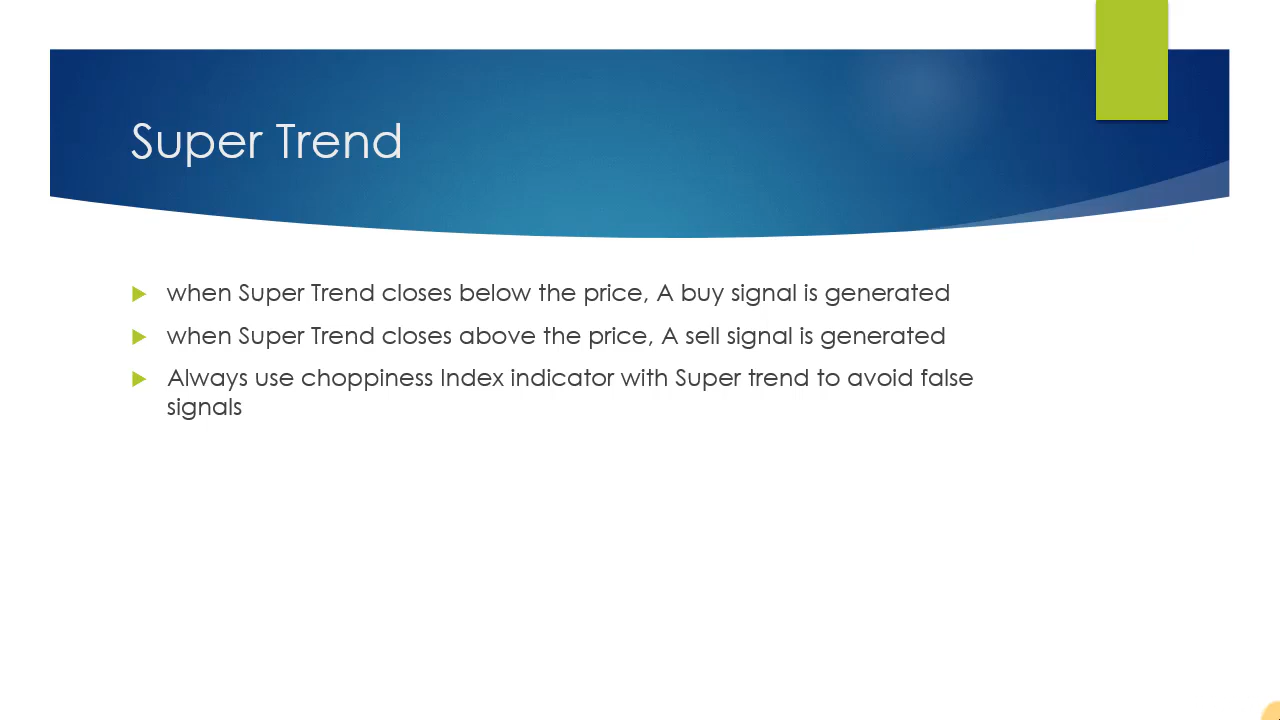 Super Trend
when Super Trend closes below the price, A buy signal is generated
when Super Trend closes above the price, A sell signal is generated
Always use choppiness Index indicator with Super trend to avoid false
signals